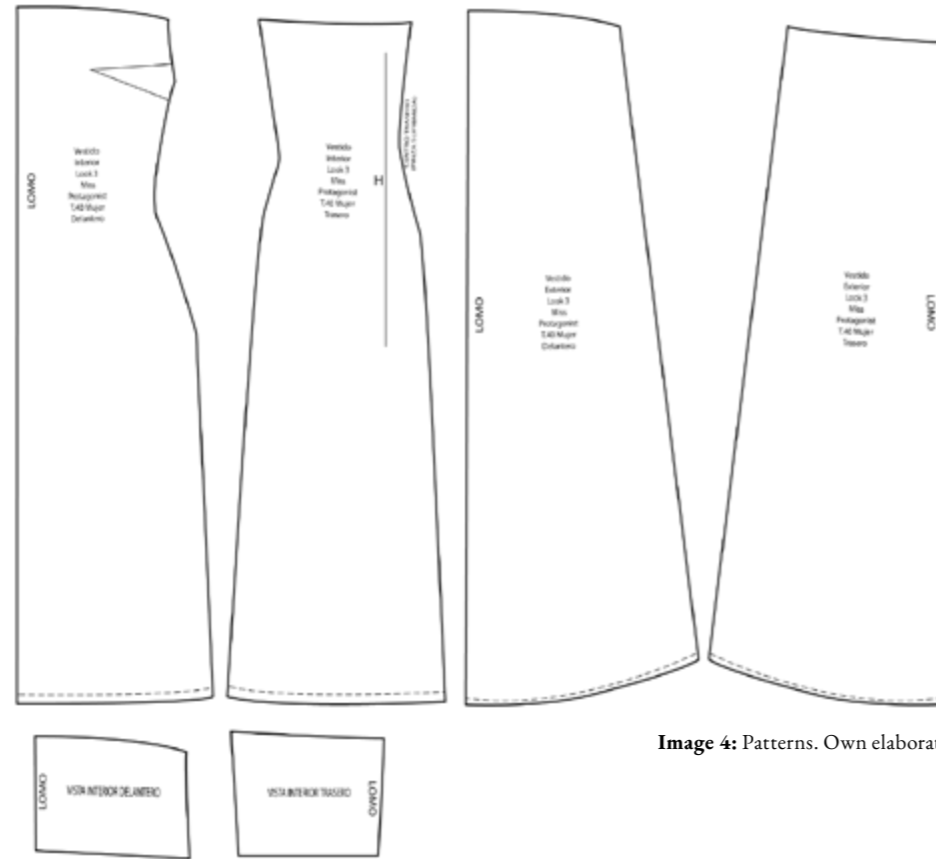 LOMO
Vestido
Interior
Look 3
Miss
Protagonist
T.40 Mujer
Delantero
Vestido
Interior
Look 3
Miss
Protagonist
T.40 Mujer
Trasero
H
LOMO
Vestido
Exterior
Look 3
Miss
Protagonist
T.40 Mujer
Delantero
Vestido
Exterior
Look 3
Miss
Protagonist
T.40 Mujer
Trasero
LOMO
Image 4: Patterns. Own elaborat
LOMO
VISTA INTERIOR DELANTERO
VISTA INTERIOR TRASERO
LOMO